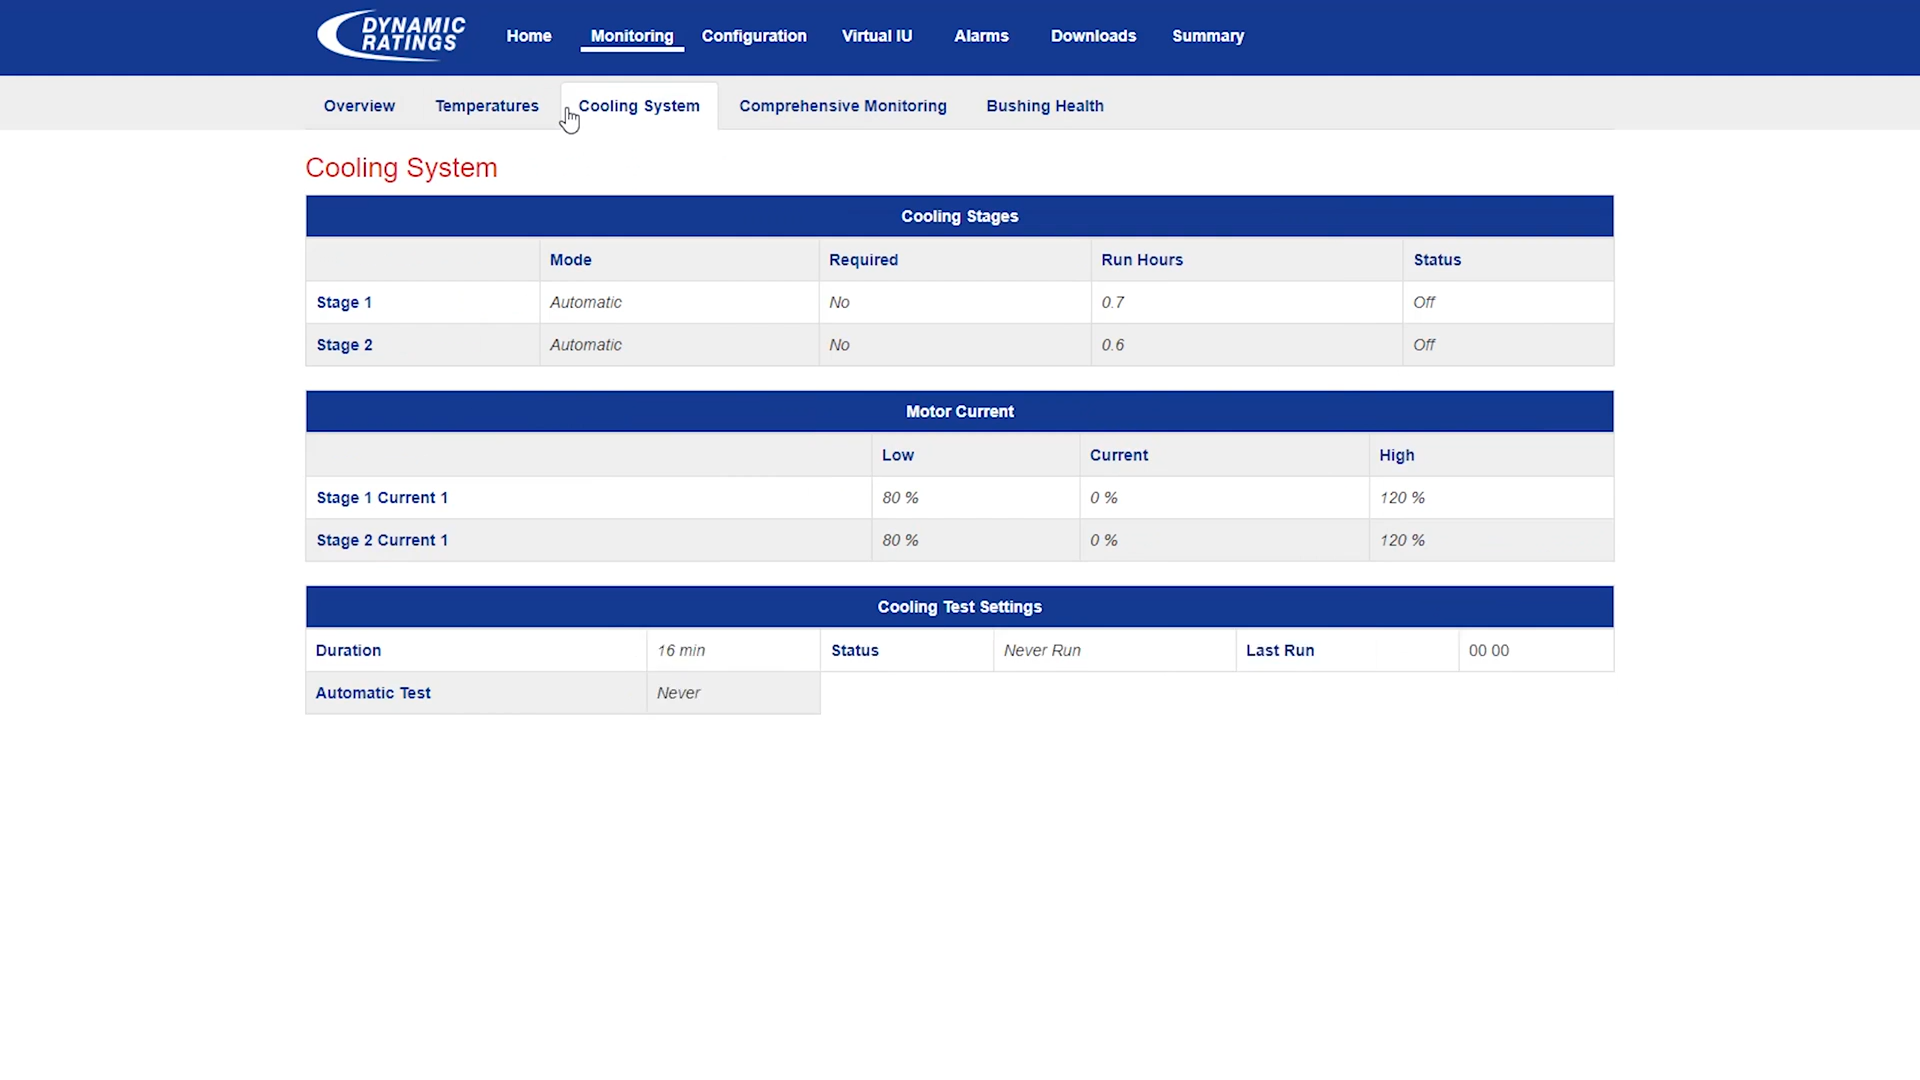 DYNAMIC
RATINGS
Home Monitoring Configuration Virtual IU Alarms Downloads Summary
Overview Temperatures Cooling System Comprehensive Monitoring Bushing Health
Cooling System
Cooling Stages
Mode Required Run Hours Status
Stage 1 Automatic No 0.7 Off
Stage 2 Automatic No 0.6 Off
Motor Current
Low Current High
Stage 1 Current 1 80 % 0 % 120 %
Stage 2 Current 1 80 % 0 % 120 %
Cooling Test Settings
Duration 16 min Status Never Run Last Run 00 00
Automatic Test Never